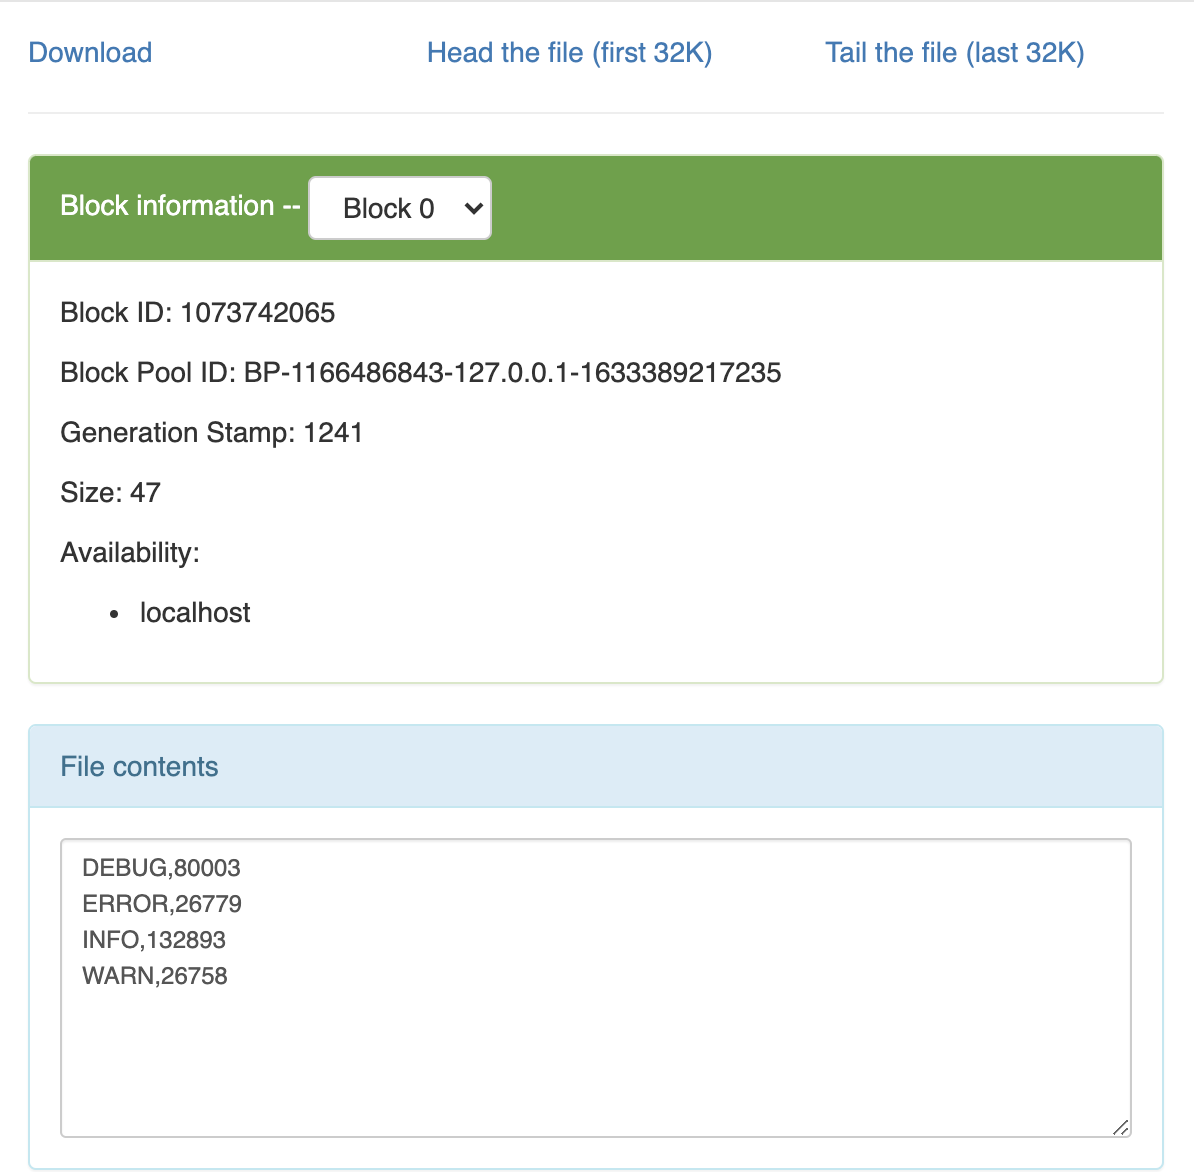 Download Head the file (first 32K) Tail the file (last 32K)
Block information -- Block 0
Block ID: 1073742065
Block Pool ID: BP-1166486843-127.0.0.1-1633389217235
Generation Stamp: 1241
Size: 47
Availability:
localhost
File contents
DEBUG,80003
ERROR,26779
INFO,132893
WARN,26758